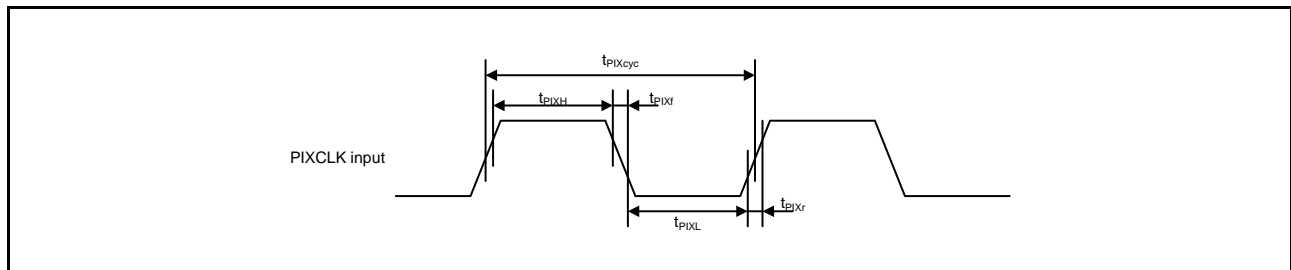 tPIXcyc
tPIXH
tPIXf
PIXCLK input
tPIXL
tPIXr